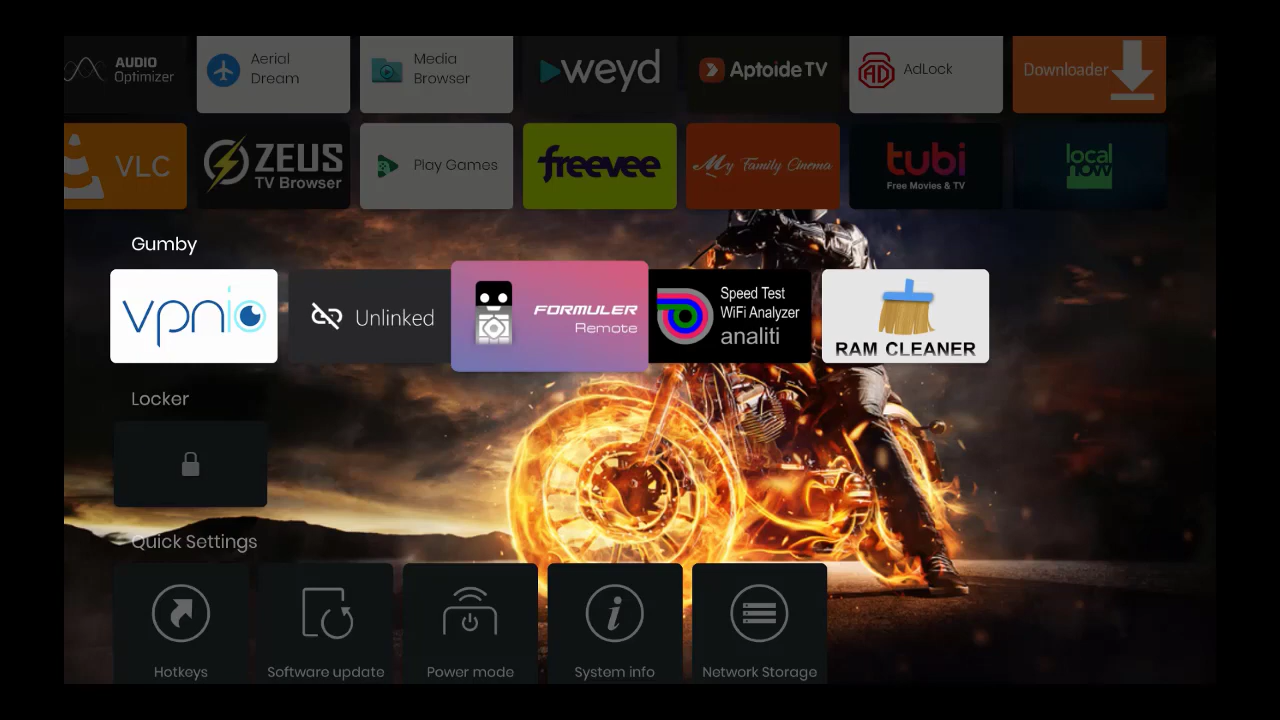 AUDIO
Optimizer
Aerial
Dream
Media
Browser
weyd
Aptoide TV
AD
AdLock
Downloader
VLC
ZEUS
TV Browser
Play Games
freevee
My Family Cinema
tubi
Free Movies & TV
local
now
Gumby
vpnio
Unlinked
FORMULER
Remote
Speed Test
WiFi Analyzer
analiti
RAM CLEANER
Locker
Quick Settings
Hotkeys
Software update
Power mode
System info
Network Storage